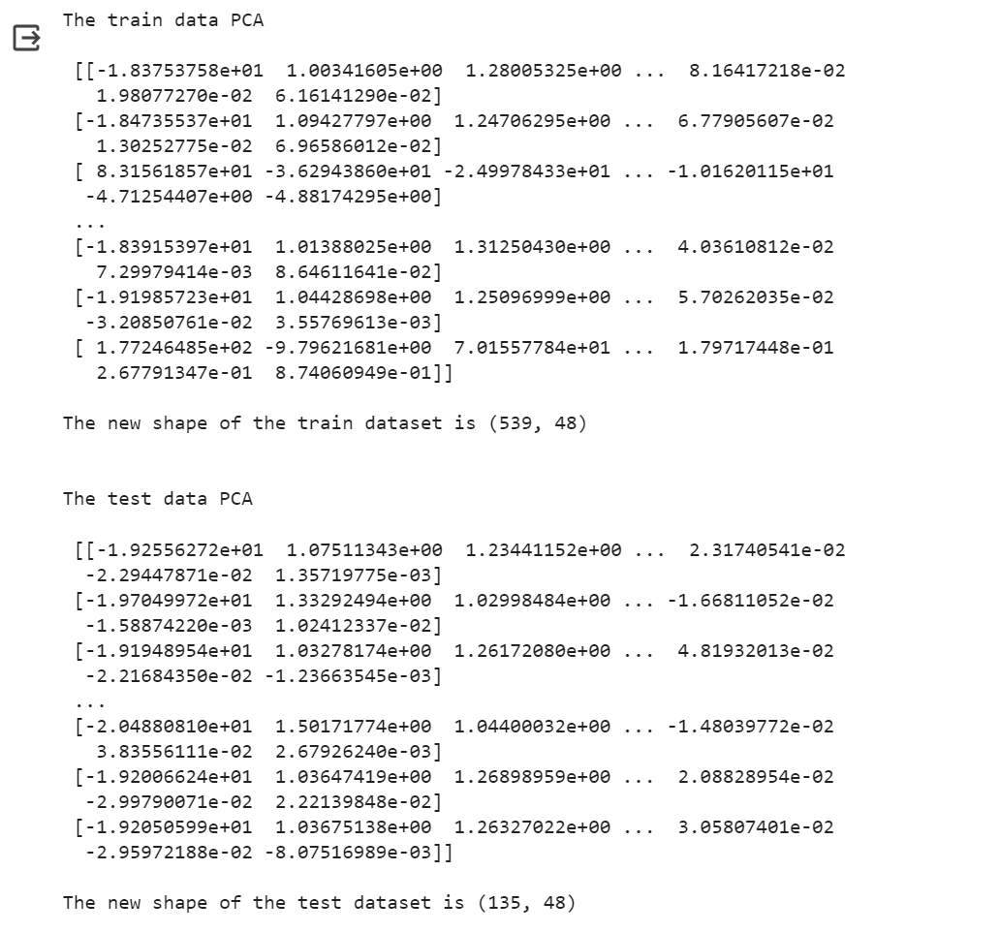 The train data PCA
[[-1.83753758e+01  1.00341605e+00  1.28005325e+00 ...  8.16417218e-02
1.98077270e-02  6.16141290e-02]
[-1.84735537e+01  1.09427797e+00  1.24706295e+00 ...  6.77905607e-02
1.30252775e-02  6.96586012e-02]
[ 8.31561857e+01 -3.62943860e+01 -2.49978433e+01 ... -1.01620115e+01
-4.71254407e+00 -4.88174295e+00]
...
[-1.83915397e+01  1.01388025e+00  1.31250430e+00 ...  4.03610812e-02
7.29979414e-03  8.64611641e-02]
[-1.91985723e+01  1.04428698e+00  1.25096999e+00 ...  5.70262035e-02
-3.20850761e-02  3.55769613e-03]
[ 1.77246485e+02 -9.79621681e+00  7.01557784e+01 ...  1.79717448e-01
2.67791347e-01  8.74060949e-01]]
The new shape of the train dataset is (539, 48)
The test data PCA
[[-1.92556272e+01  1.07511343e+00  1.23441152e+00 ...  2.31740541e-02
-2.29447871e-02  1.35719775e-03]
[-1.97049972e+01  1.33292494e+00  1.02998484e+00 ... -1.66811052e-02
-1.58874220e-03  1.02412337e-02]
[-1.91948954e+01  1.03278174e+00  1.26172080e+00 ...  4.81932013e-02
-2.21684350e-02 -1.23663545e-03]
...
[-2.04880810e+01  1.50171774e+00  1.04400032e+00 ... -1.48039772e-02
3.83556111e-02  2.67926240e-03]
[-1.92006624e+01  1.03647419e+00  1.26898959e+00 ...  2.08828954e-02
-2.99790071e-02  2.22139848e-02]
[-1.92050599e+01  1.03675138e+00  1.26327022e+00 ...  3.05807401e-02
-2.95972188e-02 -8.07516989e-03]]
The new shape of the test dataset is (135, 48)